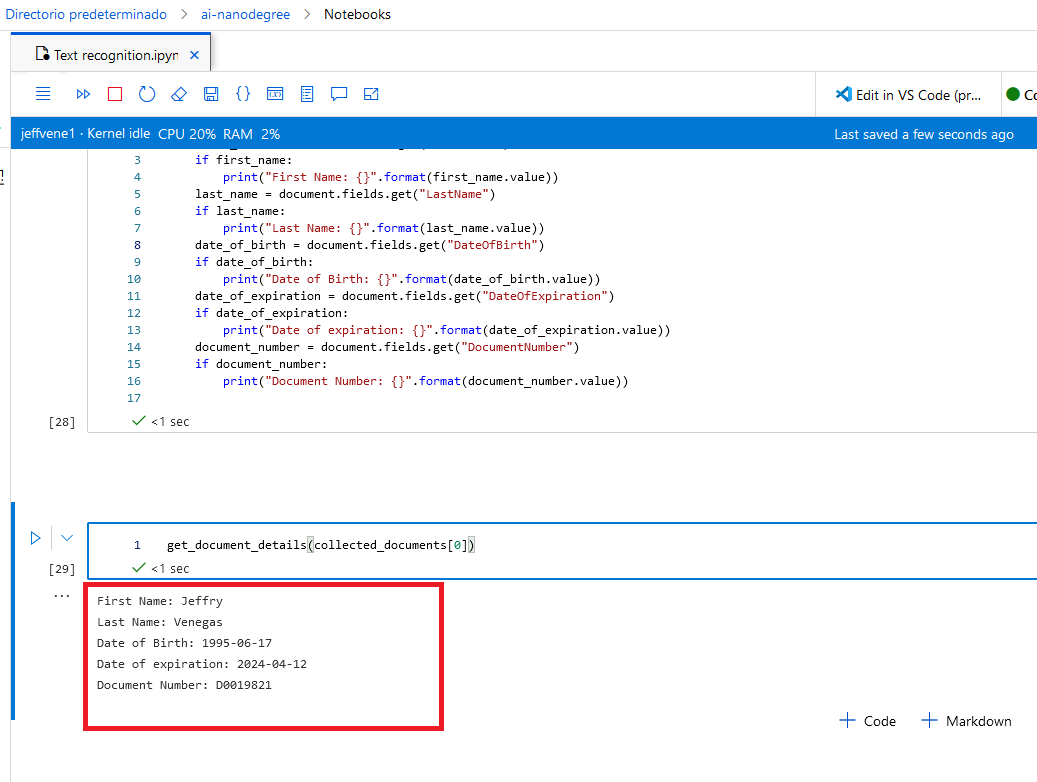 Directorio predeterminado > ai-nanodegree > Notebooks
Text recognition.ipyn ×
Edit in VS Code (pr...
jeffvene1 · Kernel idle CPU 20% RAM 2% Last saved a few seconds ago
3 if first_name:
4 print("First Name: {}".format(first_name.value))
5 last_name = document.fields.get("LastName")
6 if last_name:
7 print("Last Name: {}".format(last_name.value))
8 date_of_birth = document.fields.get("DateOfBirth")
9 if date_of_birth:
10 print("Date of Birth: {}".format(date_of_birth.value))
11 date_of_expiration = document.fields.get("DateOfExpiration")
12 if date_of_expiration:
13 print("Date of expiration: {}".format(date_of_expiration.value))
14 document_number = document.fields.get("DocumentNumber")
15 if document_number:
16 print("Document Number: {}".format(document_number.value))
17
[28] <1 sec
1 get_document_details(collected_documents[0])
[29] <1 sec
...
First Name: Jeffry
Last Name: Venegas
Date of Birth: 1995-06-17
Date of expiration: 2024-04-12
Document Number: D0019821
+ Code + Markdown